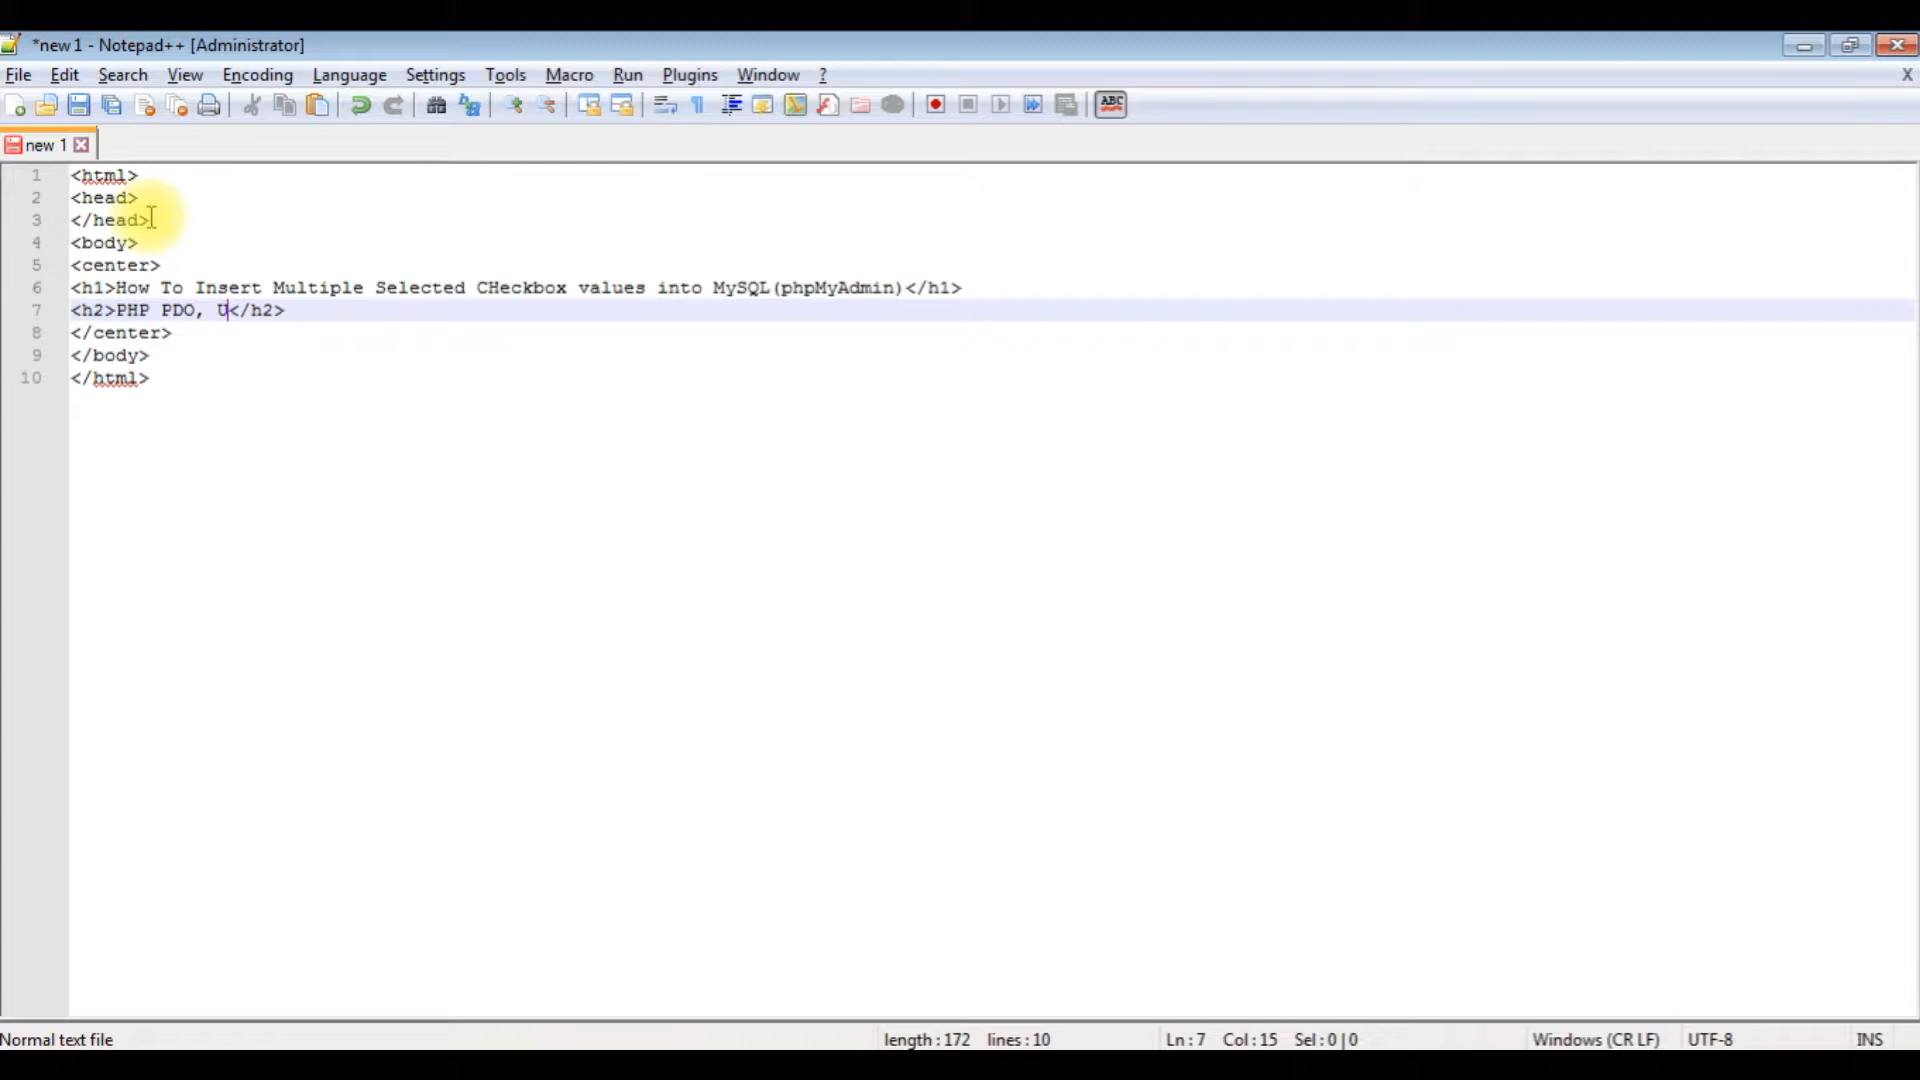 *new 1 - Notepad++ [Administrator]
File Edit Search View Encoding Language Settings Tools Macro Run Plugins Window ? X
ABC
new 1
1 <html>
2 <head>
3 </head>
4 <body>
5 <center>
6 <h1>How To Insert Multiple Selected CHeckbox values into MySQL(phpMyAdmin)</h1>
7 <h2>PHP PDO, U</h2>
8 </center>
9 </body>
10 </html>
Normal text file length : 172 lines : 10 Ln : 7 Col : 15 Sel : 0 | 0 Windows (CR LF) UTF-8 INS